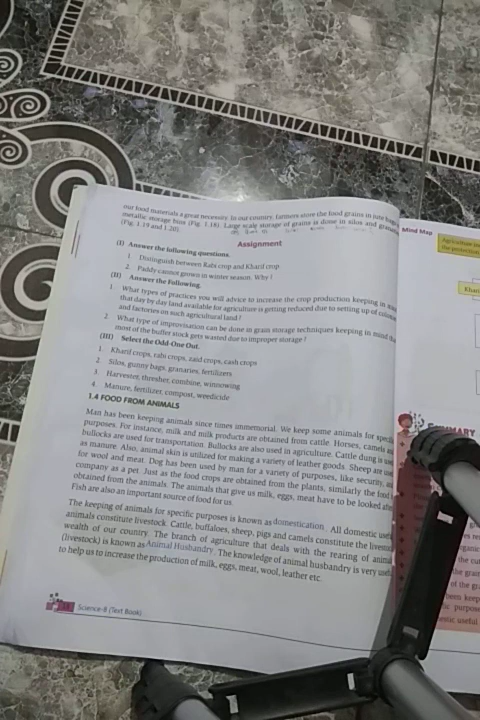 our food materials a great necessity. In our country, farmers store the food grains in jute bags
metallic storage bins (Fig. 1.18). Large scale storage of grains is done in silos and
(Fig. 1.19 and 1.20).
Assignment
(I) Answer the following questions.
1. Distinguish between Rabi crop and Kharif crop.
2. Paddy cannot grown in winter season. Why ?
(II) Answer the Following.
1. What types of practices you will advice to increase the crop production keeping in
that day by day land available for agriculture is getting reduced due to setting up of
and factories on such agricultural land ?
2. What type of improvisation can be done in grain storage techniques keeping in mind
most of the buffer stock gets wasted due to improper storage ?
(III) Select the Odd-One Out.
1. Kharif crops, rabi crops, zaid crops, cash crops
2. Silos, gunny bags, granaries, fertilizers
3. Harvester, thresher, combine, winnowing
4. Manure, fertilizer, compost, weedicide
1.4 FOOD FROM ANIMALS
Man has been keeping animals since times immemorial. We keep some animals for
purposes. For instance, milk and milk products are obtained from cattle. Horses, camels
bullocks are used for transportation. Bullocks are also used in agriculture. Cattle dung is
as manure. Also, animal skin is utilized for making a variety of leather goods. Sheep are
for wool and meat. Dog has been used by man for a variety of purposes, like security,
company as a pet. Just as the food crops are obtained from the plants, similarly the food
obtained from the animals. The animals that give us milk, eggs, meat have to be looked
Fish are also an important source of food for us.
The keeping of animals for specific purposes is known as domestication. All domestic
animals constitute livestock. Cattle, buffaloes, sheep, pigs and camels constitute the
wealth of our country. The branch of agriculture that deals with the rearing of
(livestock) is known as Animal Husbandry. The knowledge of animal husbandry is very
to help us to increase the production of milk, eggs, meat, wool, leather etc.
Science-8 (Text Book)
Mind Map